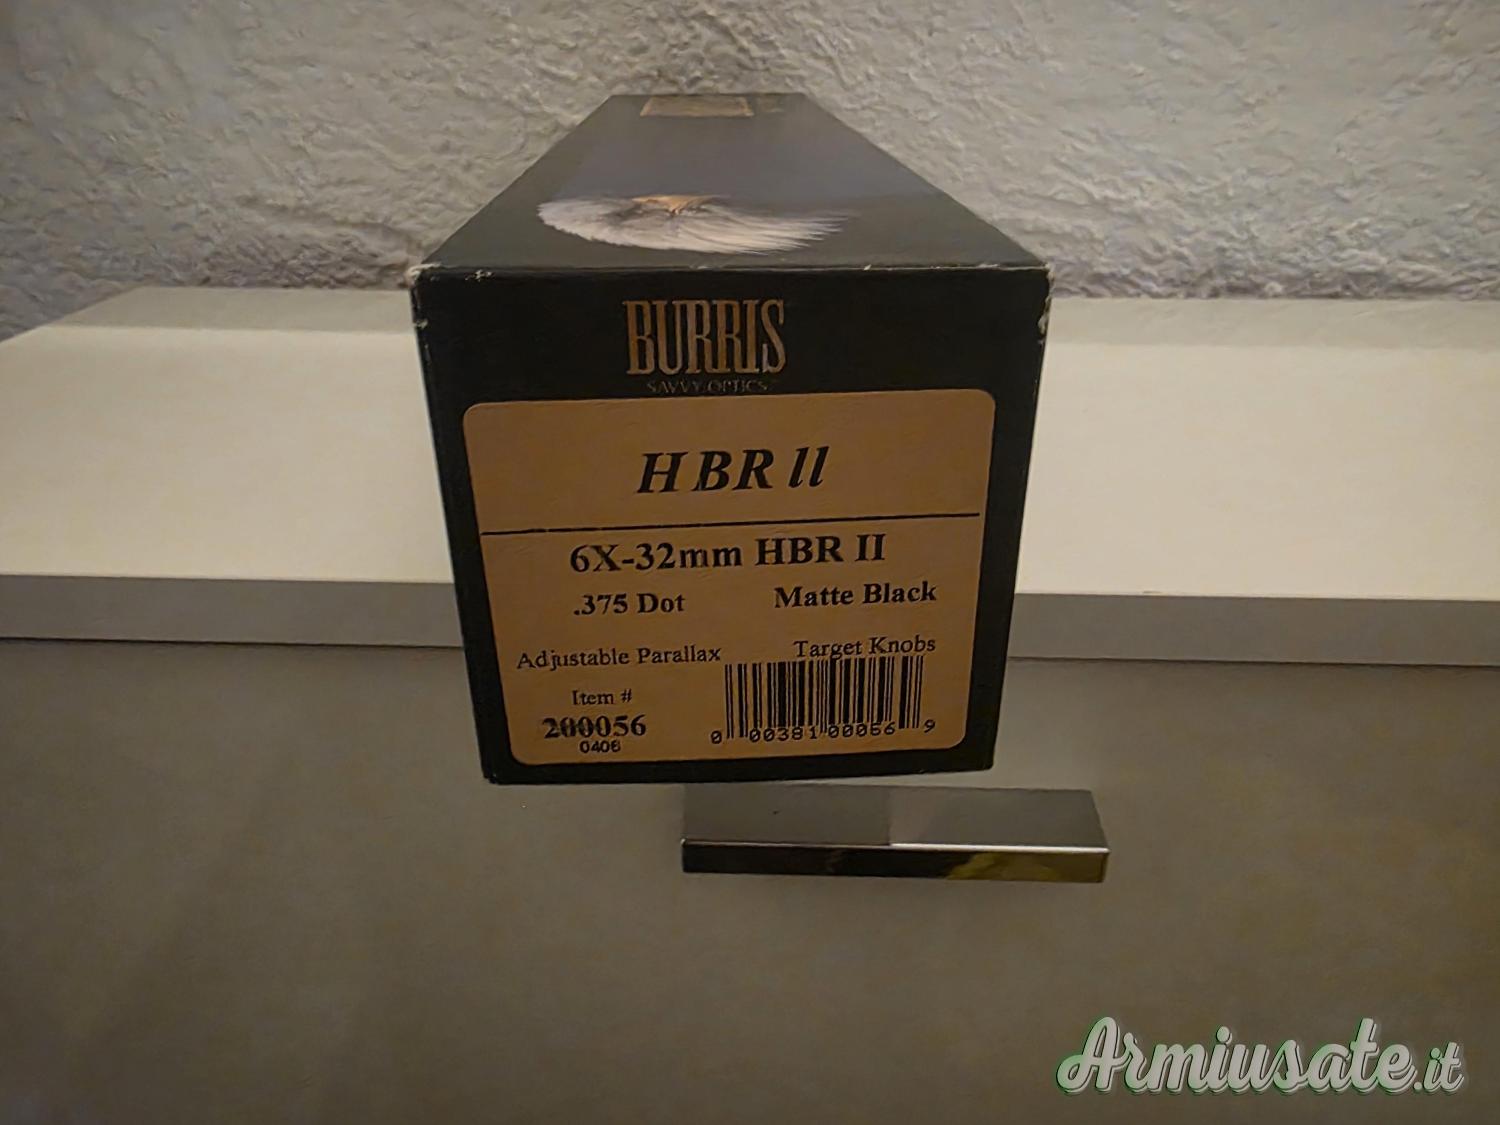 BURRIS
SAVVY OPTICS
HBR ll
6X-32mm HBR II
.375 Dot Matte Black
Adjustable Parallax Target Knobs
Item #
200056
0406
0 00381 00056 9
Armiusate.it